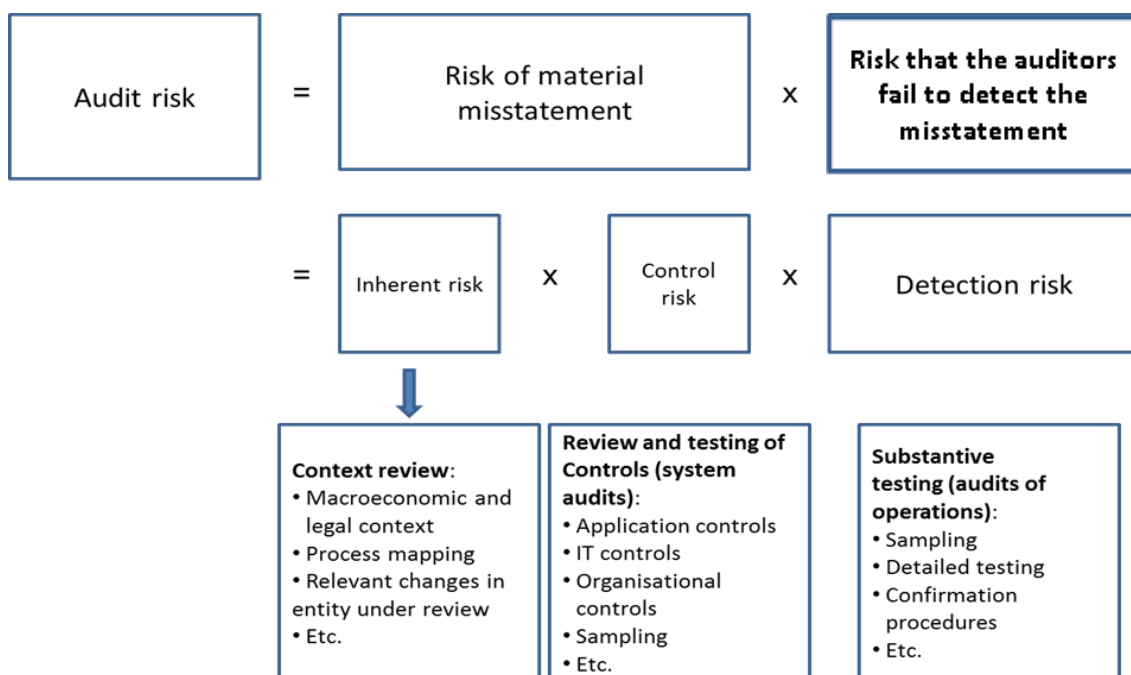 Audit risk
=
Risk of material
misstatement
x
Risk that the auditors
fail to detect the
misstatement
=
Inherent risk
x
Control
risk
x
Detection risk
Context review:
• Macroeconomic and
legal context
• Process mapping
• Relevant changes in
entity under review
• Etc.
Review and testing of
Controls (system
audits):
• Application controls
• IT controls
• Organisational
controls
• Sampling
• Etc.
Substantive
testing (audits of
operations):
• Sampling
• Detailed testing
• Confirmation
procedures
• Etc.